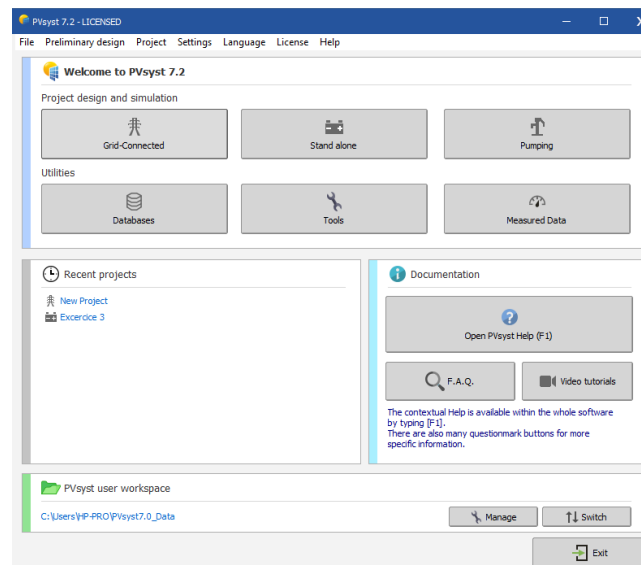 PVsyst 7.2 - LICENSED
File Preliminary design Project Settings Language License Help
Welcome to PVsyst 7.2
Project design and simulation
Grid-Connected
Stand alone
Pumping
Utilities
Databases
Tools
Measured Data
Recent projects
New Project
Excercice 3
Documentation
Open PVsyst Help (F1)
F.A.Q.
Video tutorials
The contextual Help is available within the whole software
by typing [F1].
There are also many questionmark buttons for more
specific information.
PVsyst user workspace
C:\Users\HP-PRO\PVsyst7.0_Data
Manage
Switch
Exit